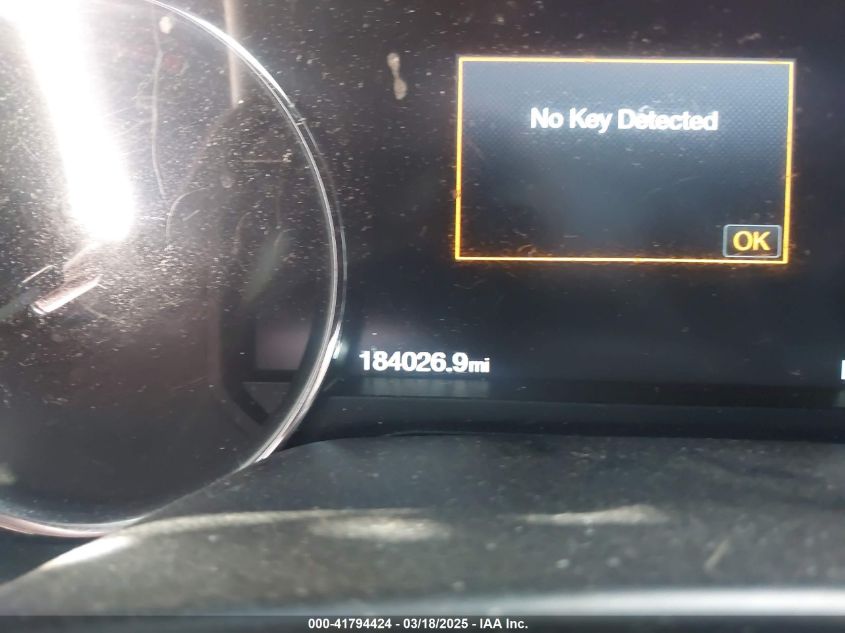 No Key Detected
OK
184026.9mi
000-41794424 - 03/18/2025 - IAA Inc.